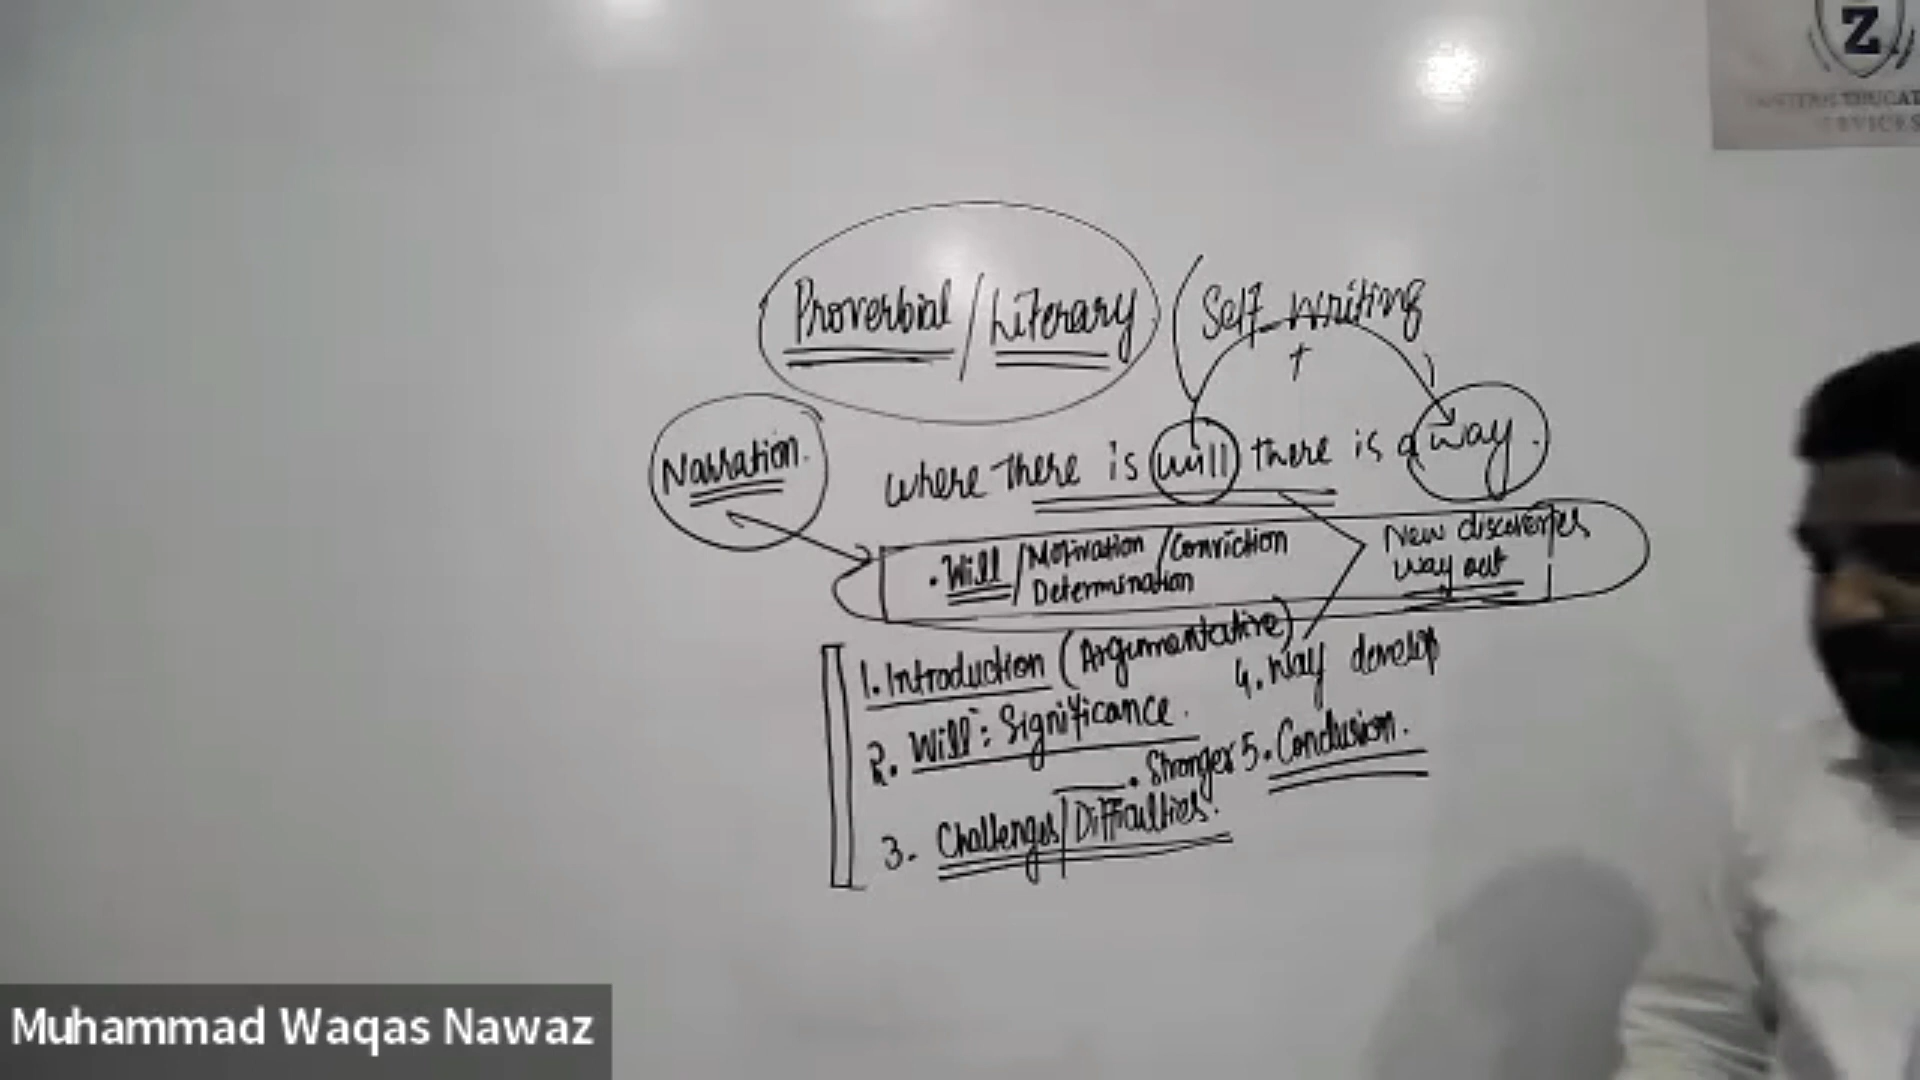 Z
SERVICES
Proverbial / Literary (Self writing
+
)
Narration.
where there is will there is a way.
. Will / Motivation / Conviction
Determination
New discoveries
way out
1. Introduction (Argumentative)
2. Will: Significance.
. Stronger
3. Challenges / Difficulties.
4. Way develop
5. Conclusion.
Muhammad Waqas Nawaz